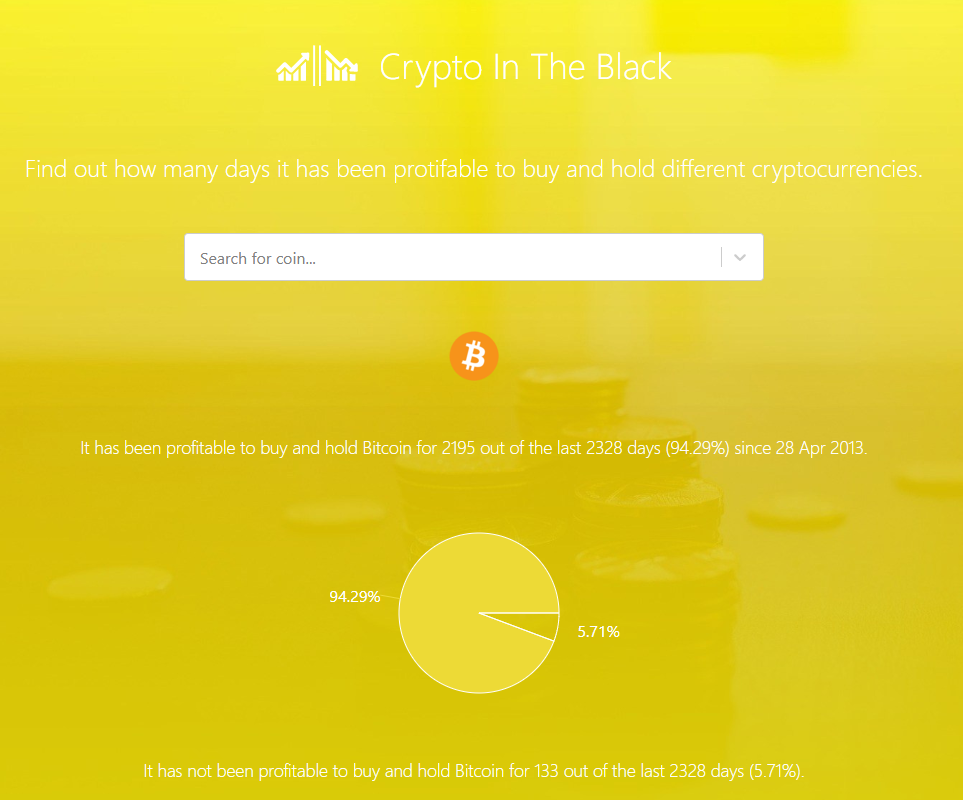 Crypto In The Black
Find out how many days it has been protifable to buy and hold different cryptocurrencies.
Search for coin...
It has been profitable to buy and hold Bitcoin for 2195 out of the last 2328 days (94.29%) since 28 Apr 2013.
94.29%
5.71%
It has not been profitable to buy and hold Bitcoin for 133 out of the last 2328 days (5.71%).